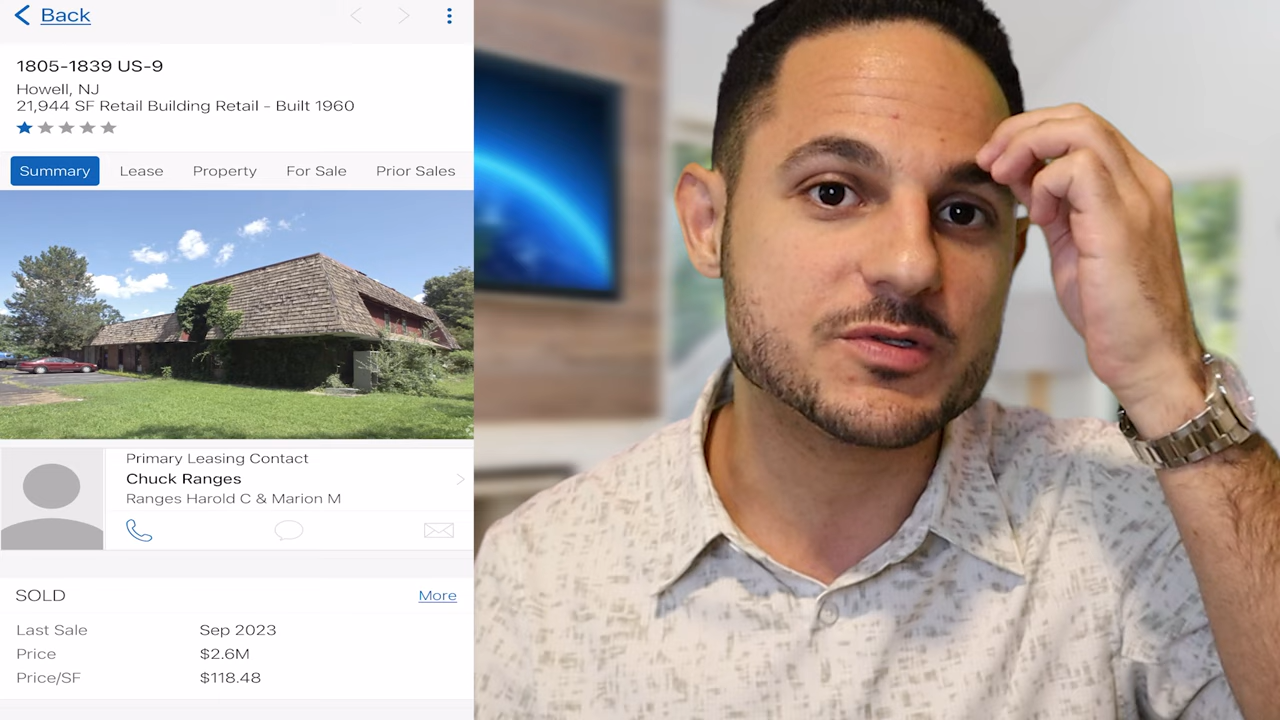 Back
1805-1839 US-9
Howell, NJ
21,944 SF Retail Building Retail - Built 1960
Summary Lease Property For Sale Prior Sales
Primary Leasing Contact
Chuck Ranges
Ranges Harold C & Marion M
SOLD More
Last Sale Sep 2023
Price $2.6M
Price/SF $118.48